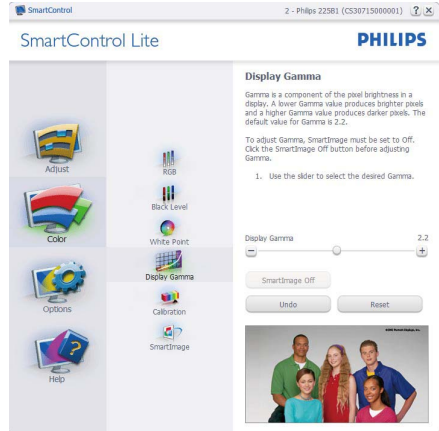 SmartControl
2 - Philips 225B1 (CS30715000001)
?
×
SmartControl Lite
PHILIPS
Adjust
Color
Options
Help
RGB
Black Level
White Point
Display Gamma
Calibration
SmartImage
Display Gamma
Gamma is a component of the pixel brightness in a
display. A lower Gamma value produces brighter pixels
and a higher Gamma value produces darker pixels. The
default value for Gamma is 2.2.
To adjust Gamma, SmartImage must be set to Off.
Click the SmartImage Off button before adjusting
Gamma.
1. Use the slider to select the desired Gamma.
Display Gamma
2.2
SmartImage Off
Undo
Reset